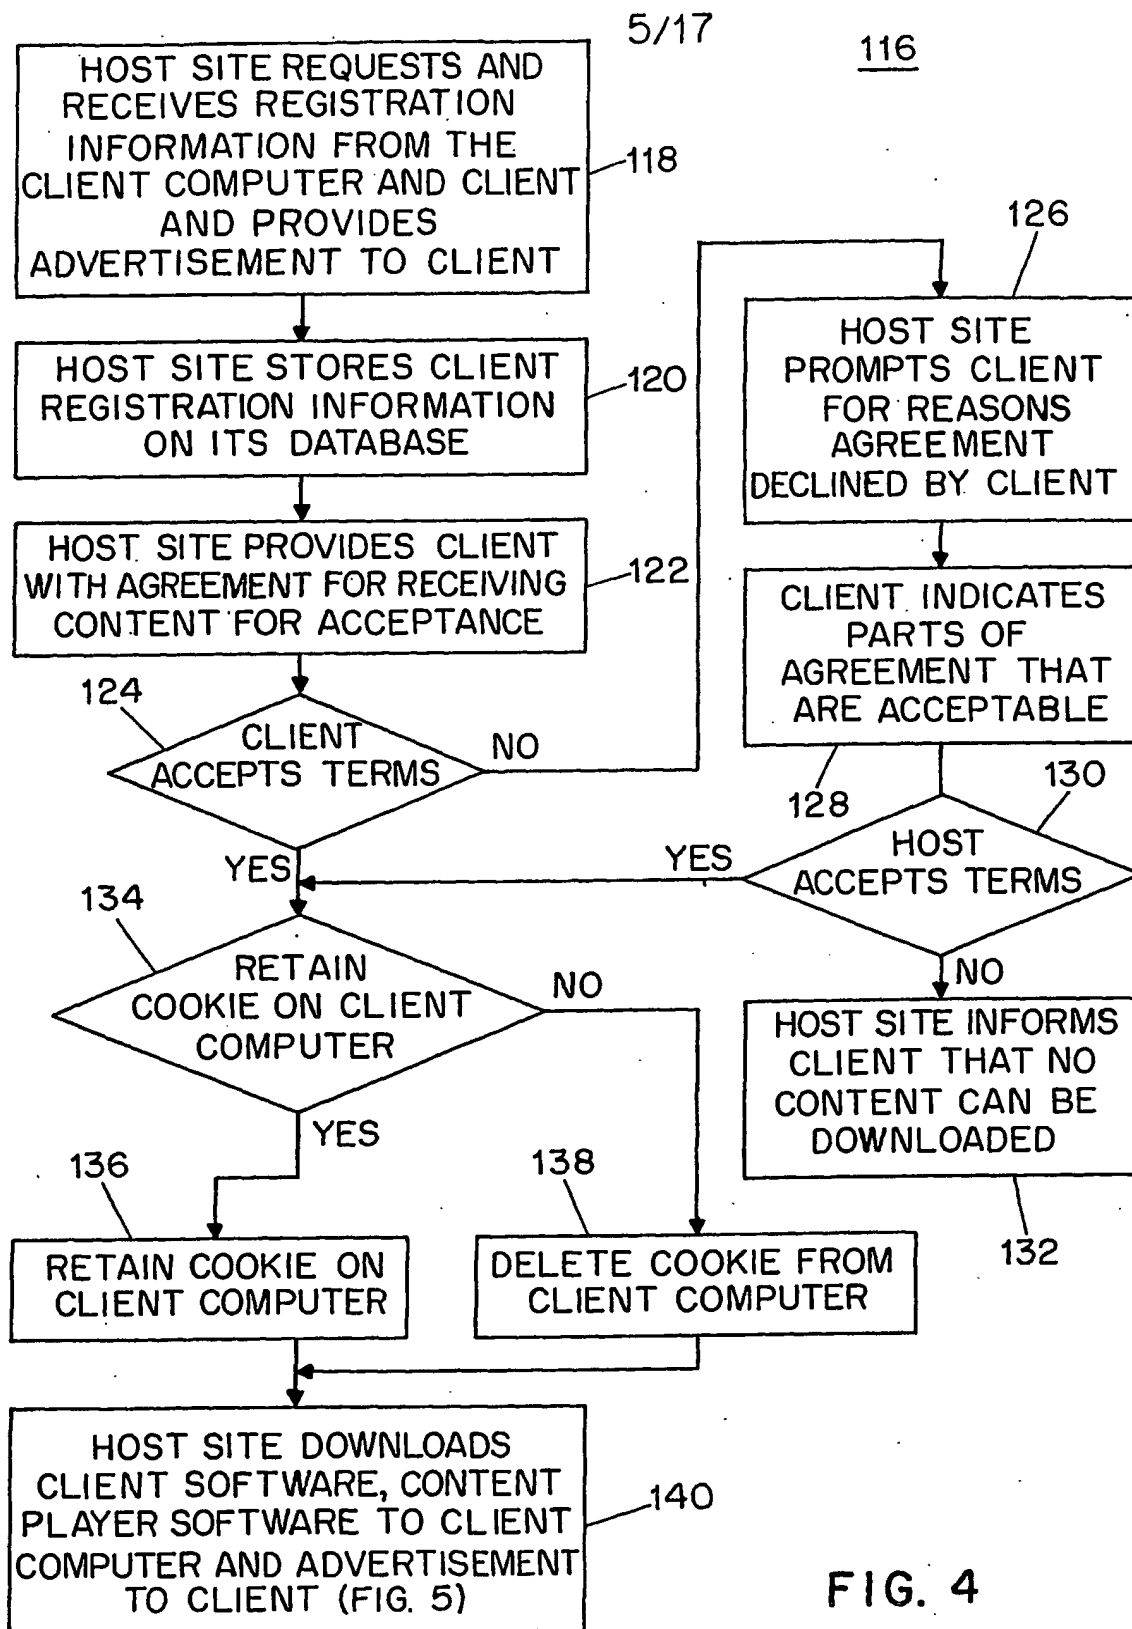 5/17
116
HOST SITE REQUESTS AND
RECEIVES REGISTRATION
INFORMATION FROM THE
CLIENT COMPUTER AND CLIENT
AND PROVIDES
ADVERTISEMENT TO CLIENT
118
HOST SITE STORES CLIENT
REGISTRATION INFORMATION
ON ITS DATABASE
120
HOST SITE PROVIDES CLIENT
WITH AGREEMENT FOR RECEIVING
CONTENT FOR ACCEPTANCE
122
124
CLIENT
ACCEPTS TERMS
NO
YES
126
HOST SITE
PROMPTS CLIENT
FOR REASONS
AGREEMENT
DECLINED BY CLIENT
CLIENT INDICATES
PARTS OF
AGREEMENT THAT
ARE ACCEPTABLE
128
130
HOST
ACCEPTS TERMS
YES
NO
HOST SITE INFORMS
CLIENT THAT NO
CONTENT CAN BE
DOWNLOADED
132
134
RETAIN
COOKIE ON CLIENT
COMPUTER
NO
YES
136
RETAIN COOKIE ON
CLIENT COMPUTER
138
DELETE COOKIE FROM
CLIENT COMPUTER
HOST SITE DOWNLOADS
CLIENT SOFTWARE, CONTENT
PLAYER SOFTWARE TO CLIENT
COMPUTER AND ADVERTISEMENT
TO CLIENT (FIG. 5)
140
FIG. 4